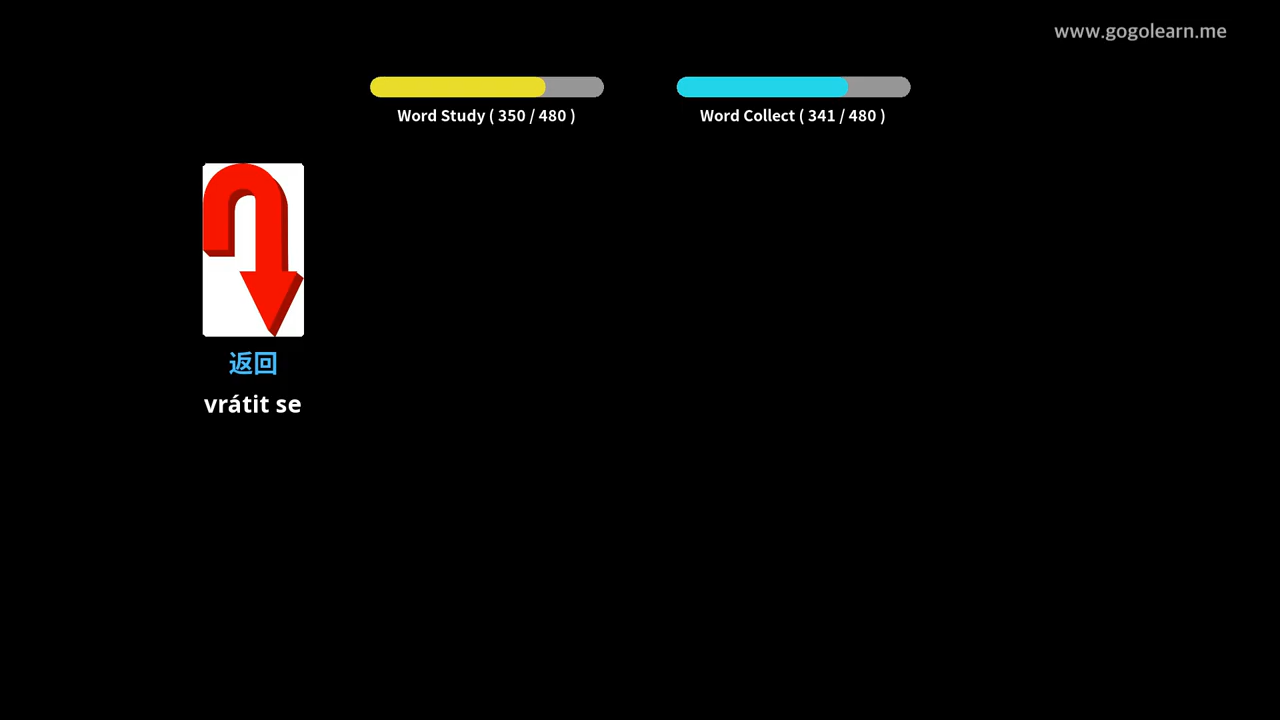 www.gogolearn.me
Word Study ( 350 / 480 )
Word Collect ( 341 / 480 )
返回
vrátit se